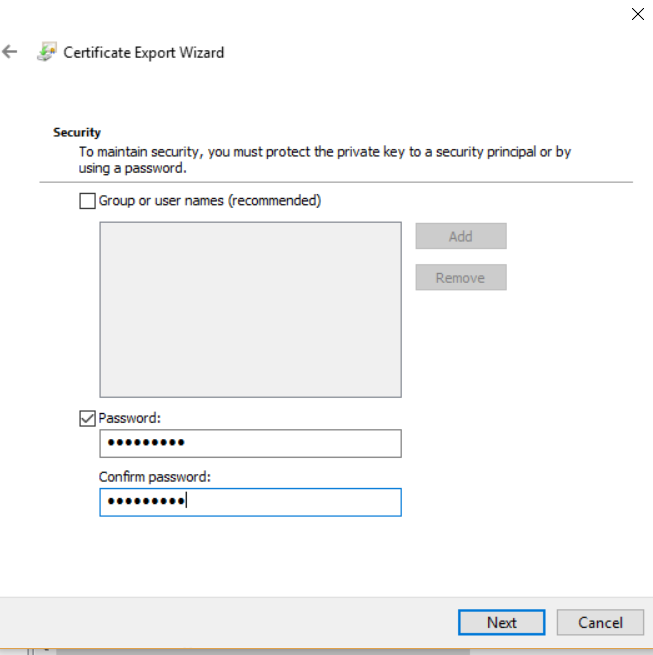 Certificate Export Wizard
Security
To maintain security, you must protect the private key to a security principal or by
using a password.
Group or user names (recommended)
Add
Remove
Password:
•••••••••
Confirm password:
•••••••••
Next
Cancel